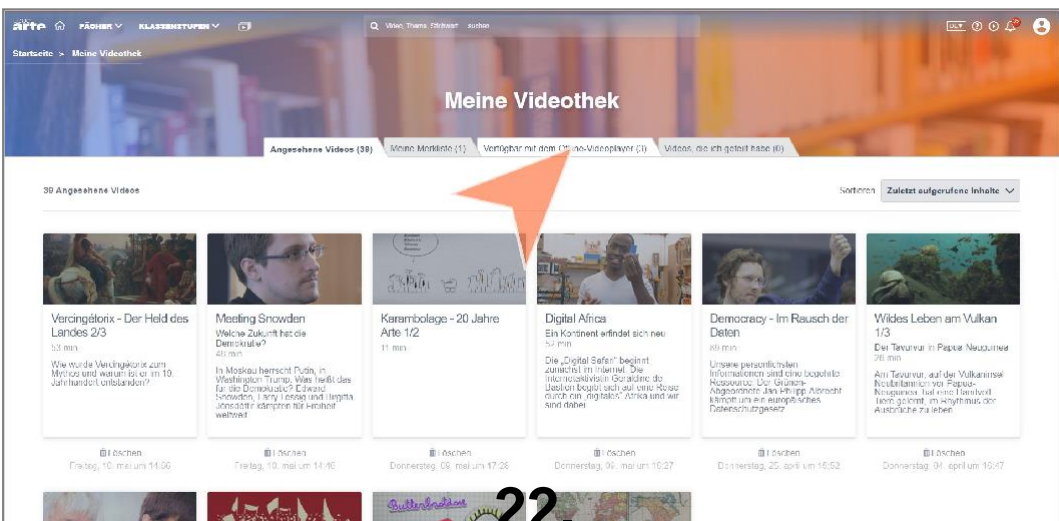 arte FÄCHER KLASSENSTUFEN Video, Thema, Stichwort suchen
Startseite > Meine Videothek
Meine Videothek
Angesehene Videos (39) Meine Merkliste (1) Verfügbar mit dem Offline-Videoplayer (3) Videos, die ich geteilt habe (0)
39 Angesehene Videos Sortieren Zuletzt aufgerufene Inhalte
Vercingétorix - Der Held des
Landes 2/3
53 min
Wie wurde Vercingétorix zum
Mythos und warum ist er im 19.
Jahrhundert entstanden?
Löschen
Freitag, 10. mai um 14:56
Meeting Snowden
Welche Zukunft hat die
Demokratie?
48 min
In Moskau herrscht Putin, in
Washington Trump. Was heißt das
für die Demokratie? Edward
Snowden, Larry Lessig und Birgitta
Jónsdóttir kämpfen für Freiheit
weltweit
Löschen
Freitag, 10. mai um 14:46
Karambolage - 20 Jahre
Arte 1/2
11 min
Löschen
Donnerstag, 09. mai um 17:28
Digital Africa
Ein Kontinent erfindet sich neu
52 min
Die „Digital Safari" beginnt
zunächst im Internet. Die
Internetaktivistin Geraldine de
Bastion begibt sich auf eine Reise
durch ein „digitales" Afrika und wir
sind dabei
Löschen
Donnerstag, 09. mai um 16:27
Democracy - Im Rausch der
Daten
89 min
Unsere persönlichsten
Informationen sind eine begehrte
Ressource. Der Grünen-
Abgeordnete Jan Philipp Albrecht
kämpft um ein europäisches
Datenschutzgesetz
Löschen
Donnerstag, 25. april um 15:52
Wildes Leben am Vulkan
1/3
Der Tavurvur in Papua Neuguinea
26 min
Am Tavurvur, auf der Vulkaninsel
Neubritannien vor Papua-
Neuguinea, hat eine Handvoll
Tiere gelernt, im Rhythmus der
Ausbrüche zu leben
Löschen
Donnerstag, 04. april um 16:47
Butterbrotdose
22.